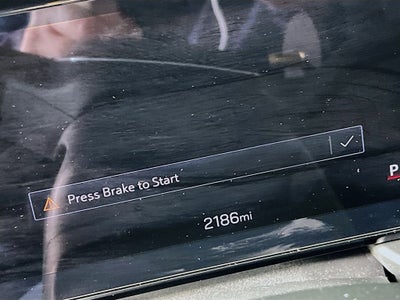 Press Brake to Start
P
2186mi